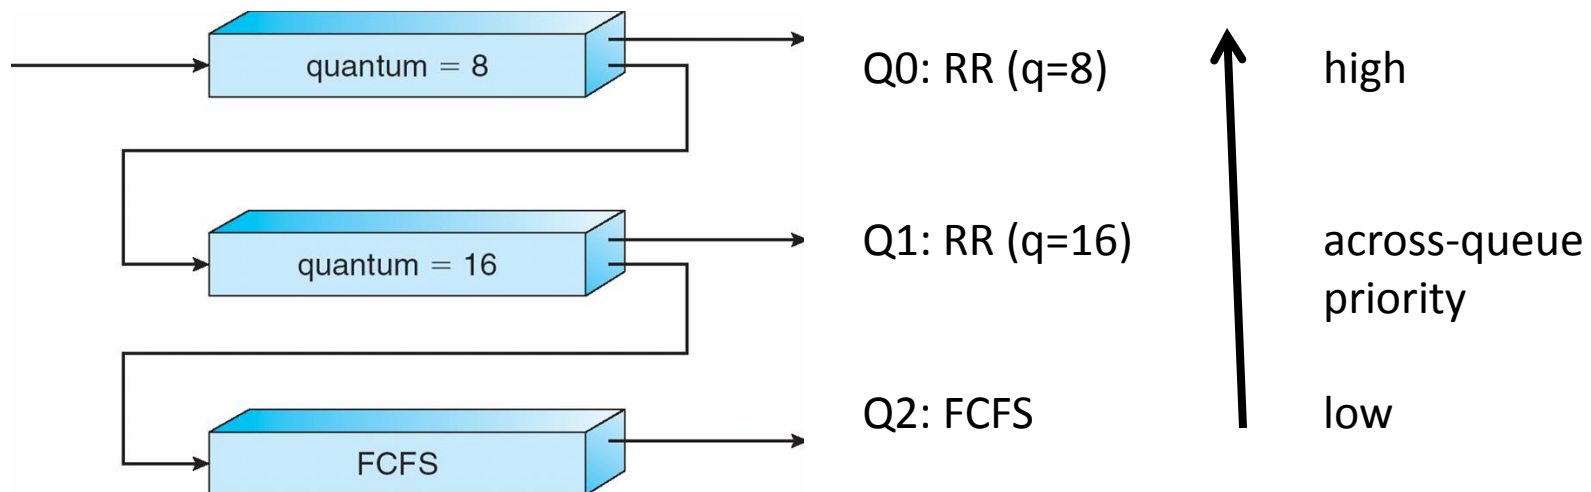 quantum = 8
Q0: RR (q=8)
high
quantum = 16
Q1: RR (q=16)
across-queue
priority
FCFS
Q2: FCFS
low